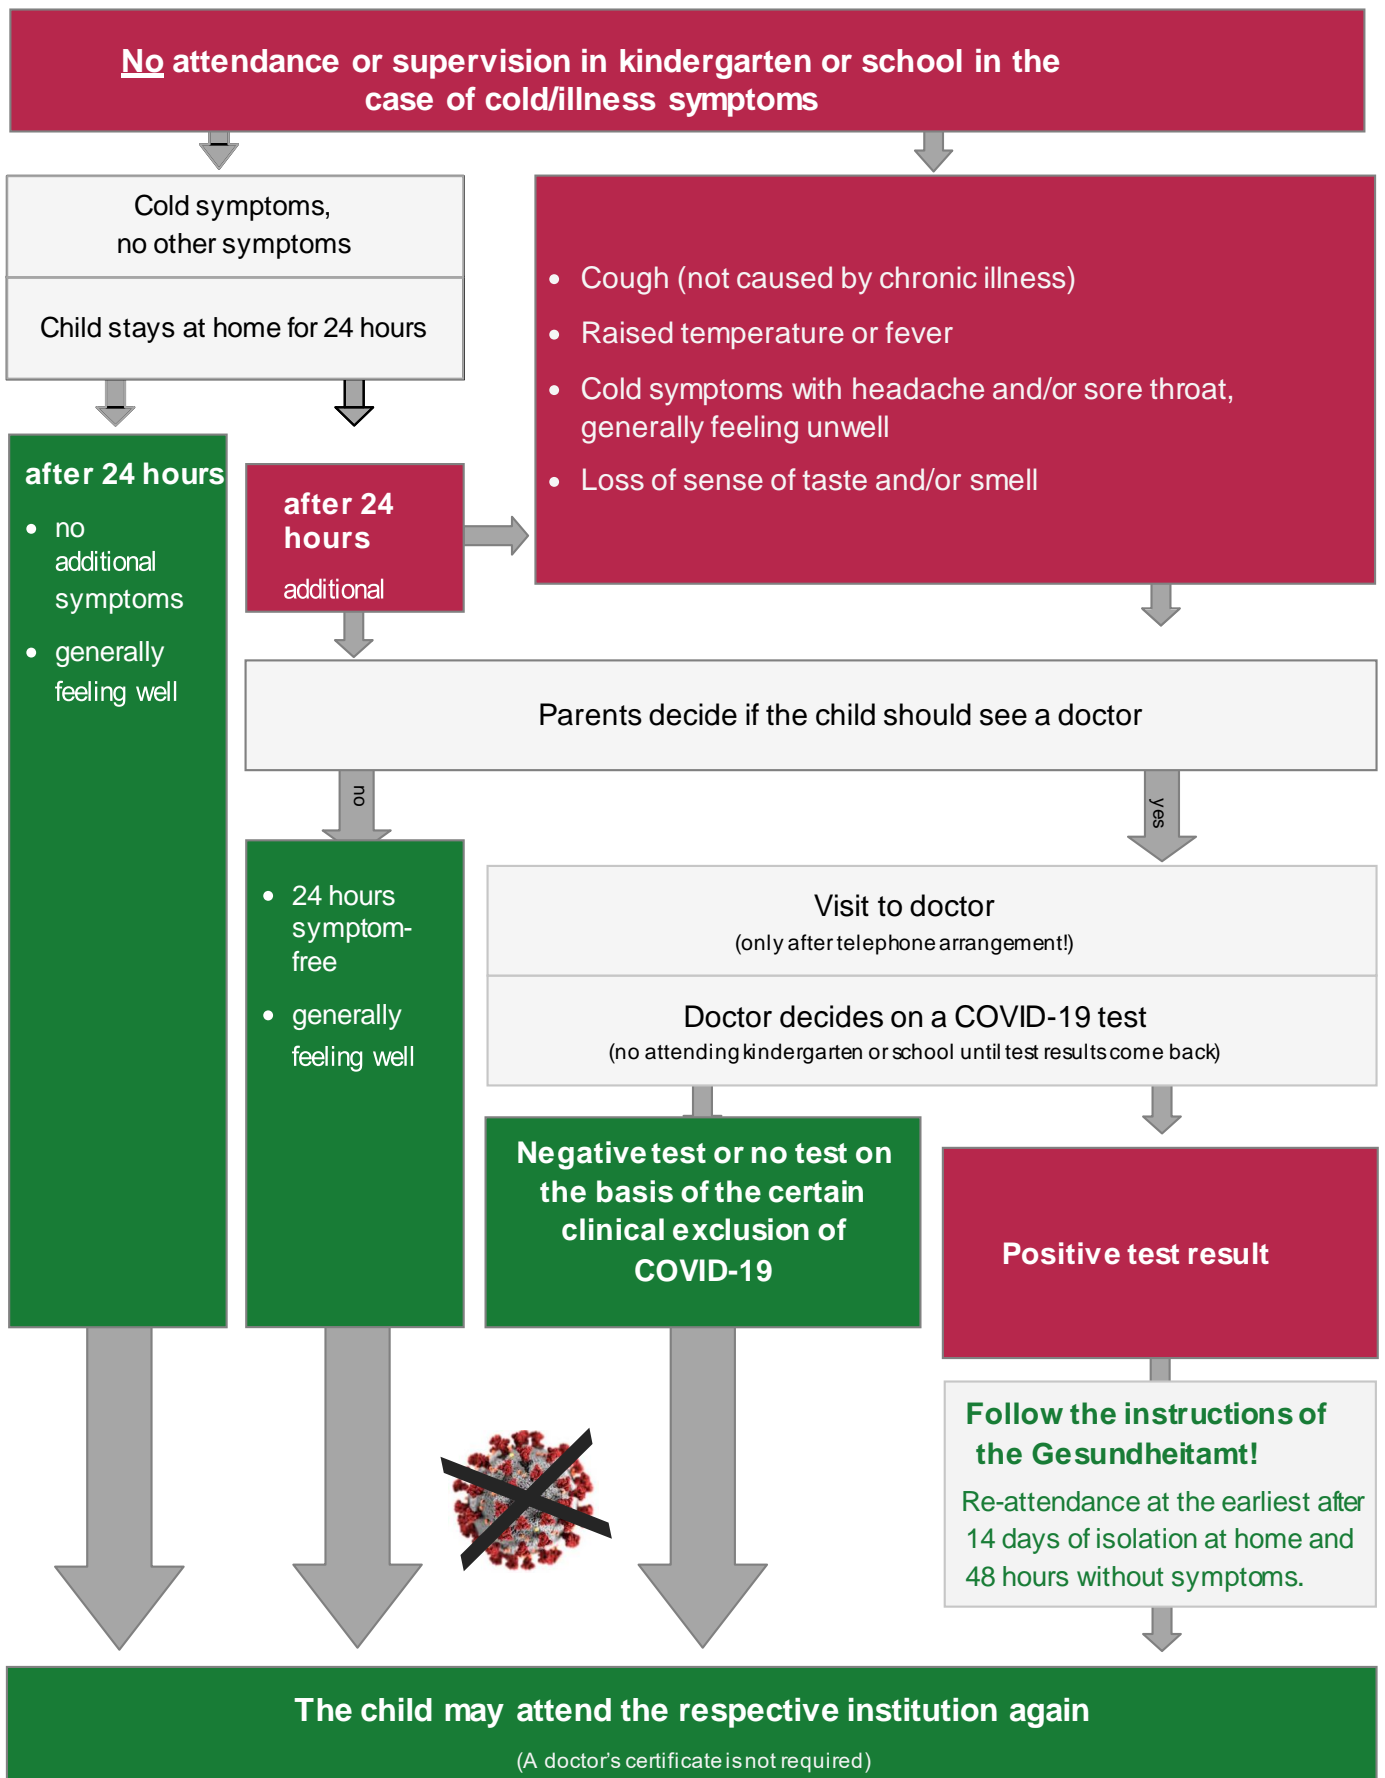 No attendance or supervision in kindergarten or school in the
case of cold/illness symptoms
Cold symptoms,
no other symptoms
Child stays at home for 24 hours
• Cough (not caused by chronic illness)
• Raised temperature or fever
• Cold symptoms with headache and/or sore throat,
generally feeling unwell
• Loss of sense of taste and/or smell
after 24 hours
• no
additional
symptoms
• generally
feeling well
after 24
hours
additional
Parents decide if the child should see a doctor
no
yes
• 24 hours
symptom-
free
• generally
feeling well
Visit to doctor
(only after telephone arrangement!)
Doctor decides on a COVID-19 test
(no attending kindergarten or school until test results come back)
Negative test or no test on
the basis of the certain
clinical exclusion of
COVID-19
Positive test result
Follow the instructions of
the Gesundheitamt!
Re-attendance at the earliest after
14 days of isolation at home and
48 hours without symptoms.
The child may attend the respective institution again
(A doctor's certificate is not required)